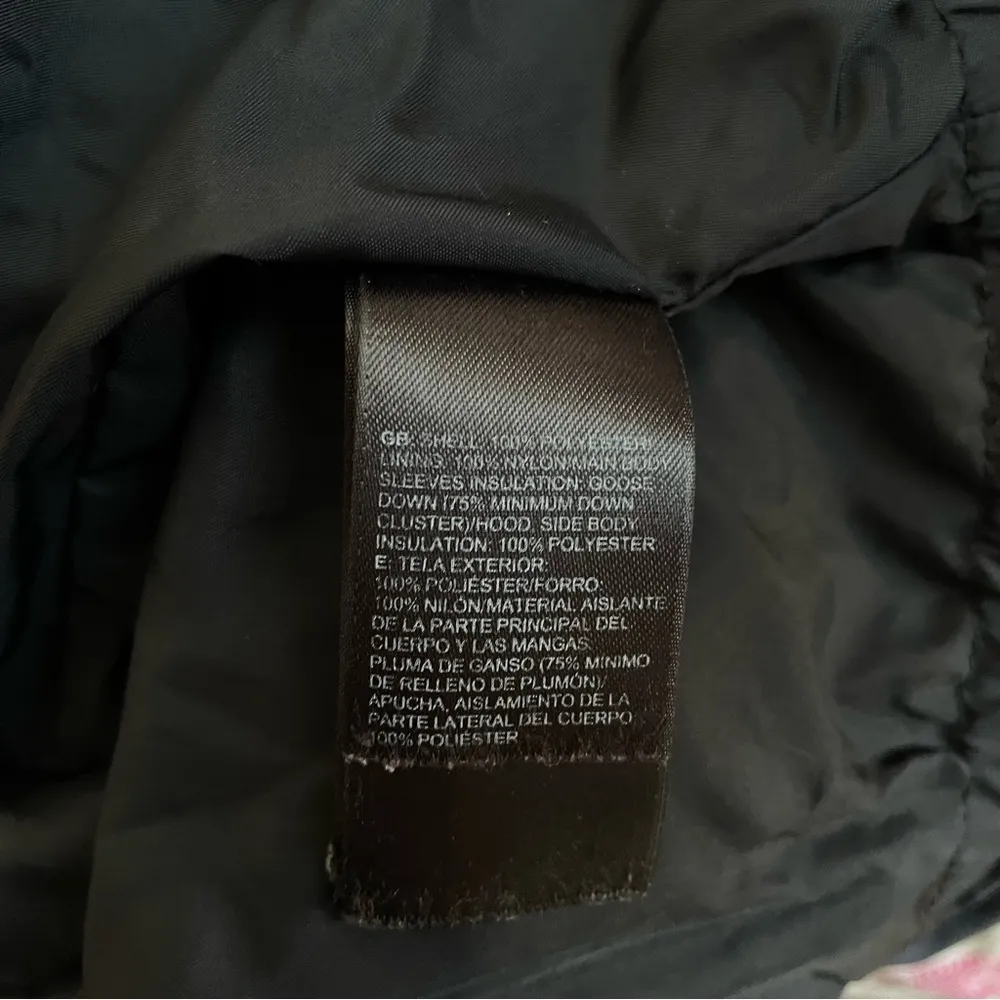 GB: SHELL: 100% POLYESTER/
LINING: 100% NYLON/MAIN BODY,
SLEEVES INSULATION: GOOSE
DOWN (75% MINIMUM DOWN
CLUSTER)/HOOD, SIDE BODY
INSULATION: 100% POLYESTER
E: TELA EXTERIOR:
100% POLIÉSTER/FORRO:
100% NILÓN/MATERIAL AISLANTE
DE LA PARTE PRINCIPAL DEL
CUERPO Y LAS MANGAS:
PLUMA DE GANSO (75% MÍNIMO
DE RELLENO DE PLUMÓN)/
APUCHA, AISLAMIENTO DE LA
PARTE LATERAL DEL CUERPO:
100% POLIÉSTER